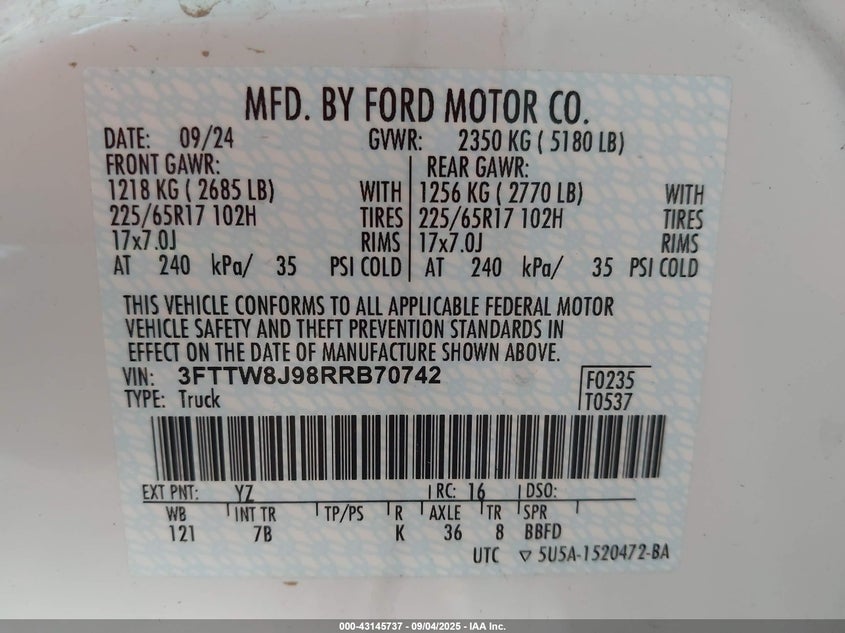 MFD. BY FORD MOTOR CO.
DATE: 09/24 GVWR: 2350 KG ( 5180 LB)
FRONT GAWR: REAR GAWR:
1218 KG ( 2685 LB) WITH 1256 KG ( 2770 LB) WITH
225/65R17 102H TIRES 225/65R17 102H TIRES
17x7.0J RIMS 17x7.0J RIMS
AT 240 kPa/ 35 PSI COLD AT 240 kPa/ 35 PSI COLD
THIS VEHICLE CONFORMS TO ALL APPLICABLE FEDERAL MOTOR
VEHICLE SAFETY AND THEFT PREVENTION STANDARDS IN
EFFECT ON THE DATE OF MANUFACTURE SHOWN ABOVE.
VIN: 3FTTW8J98RRB70742 F0235
TYPE: Truck T0537
EXT PNT: YZ RC: 16 DSO:
WB INT TR TP/PS R AXLE TR SPR
121 7B K 36 8 BBFD
UTC ▽ 5U5A-1520472-BA
000-43145737 - 09/04/2025 - IAA Inc.